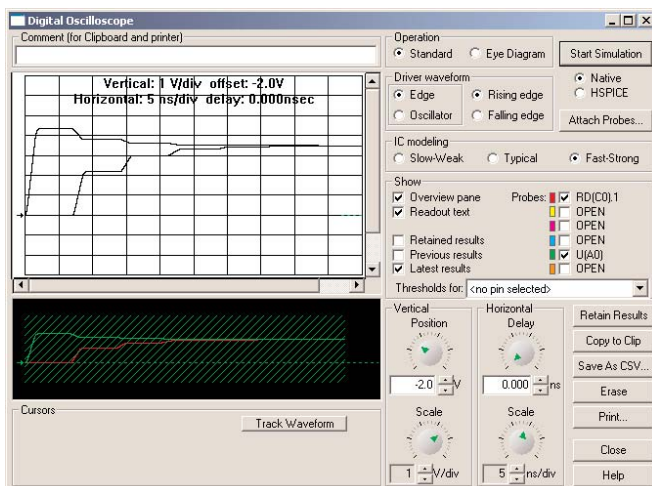 Digital Oscilloscope
Comment (for Clipboard and printer)
Vertical: 1 V/div offset: -2.0V
Horizontal: 5 ns/div delay: 0.000nsec
Operation
Standard Eye Diagram
Start Simulation
Driver waveform
Edge Rising edge
Oscillator Falling edge
Native
HSPICE
Attach Probes...
IC modeling
Slow-Weak Typical Fast-Strong
Show
Overview pane Probes: RD(C0).1
Readout text OPEN
OPEN
Retained results OPEN
Previous results U(A0)
Latest results OPEN
Thresholds for: <no pin selected>
Vertical
Position
-2.0 V
Scale
1 V/div
Horizontal
Delay
0.000 ns
Scale
5 ns/div
Retain Results
Copy to Clip
Save As CSV...
Erase
Print...
Close
Help
Cursors
Track Waveform